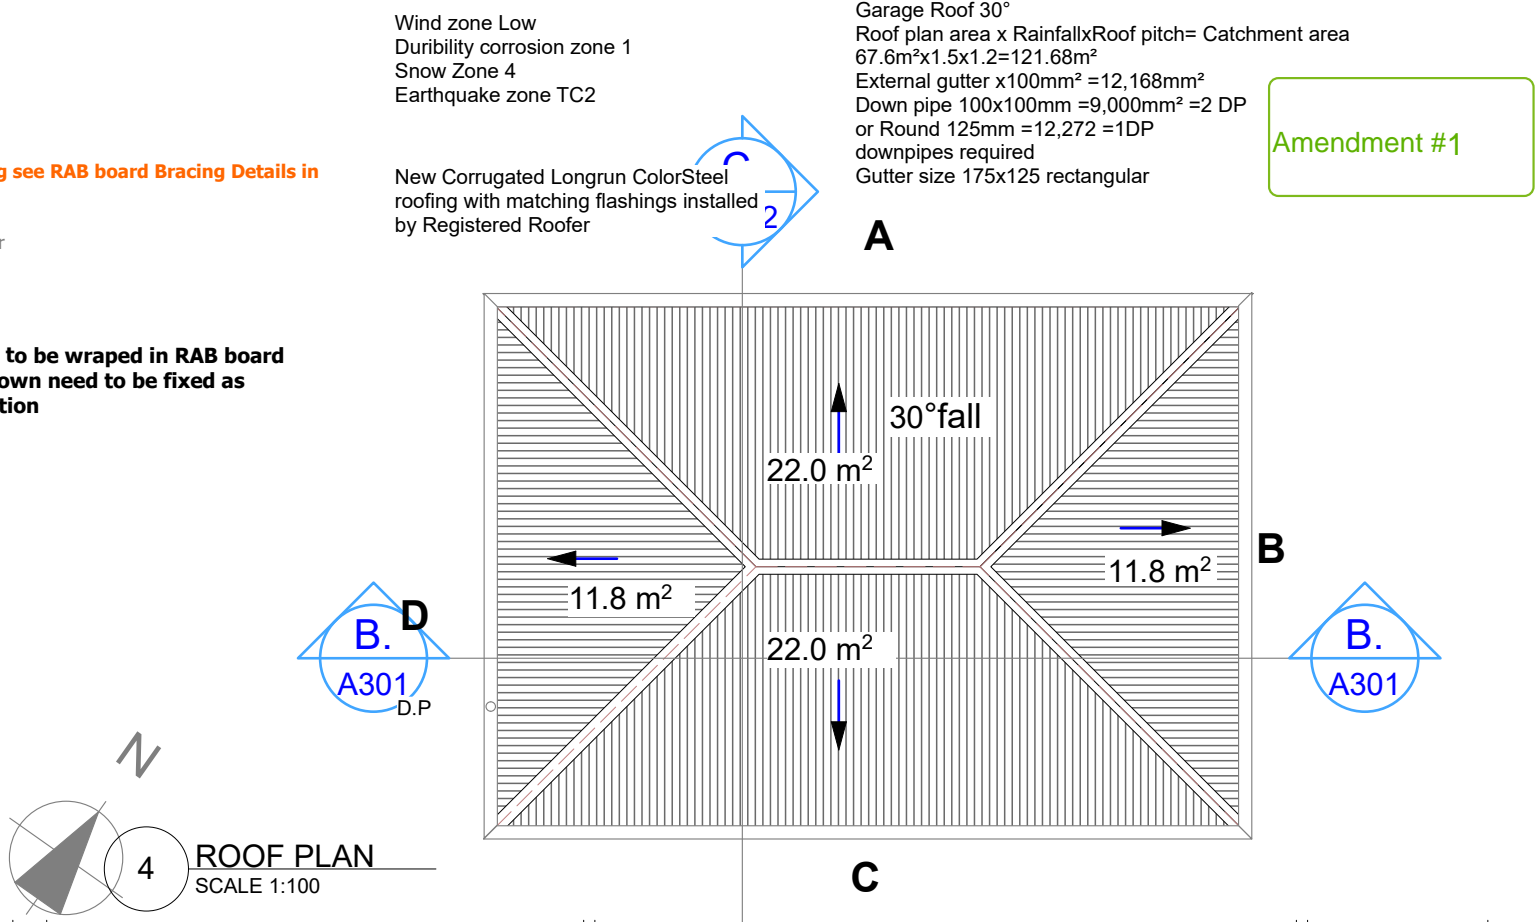 Wind zone Low
Duribility corrosion zone 1
Snow Zone 4
Earthquake zone TC2
Garage Roof 30°
Roof plan area x RainfallxRoof pitch= Catchment area
67.6m²x1.5x1.2=121.68m²
External gutter x100mm² =12,168mm²
Down pipe 100x100mm =9,000mm² =2 DP
or Round 125mm =12,272 =1DP
downpipes required
Gutter size 175x125 rectangular
Amendment #1
see RAB board Bracing Details in
New Corrugated Longrun ColorSteel
roofing with matching flashings installed
by Registered Roofer
2
A
to be wraped in RAB board
need to be fixed as
30°fall
22.0 m²
11.8 m²
11.8 m²
22.0 m²
B
D
B.
A301
D.P
B.
A301
N
4
ROOF PLAN
SCALE 1:100
C